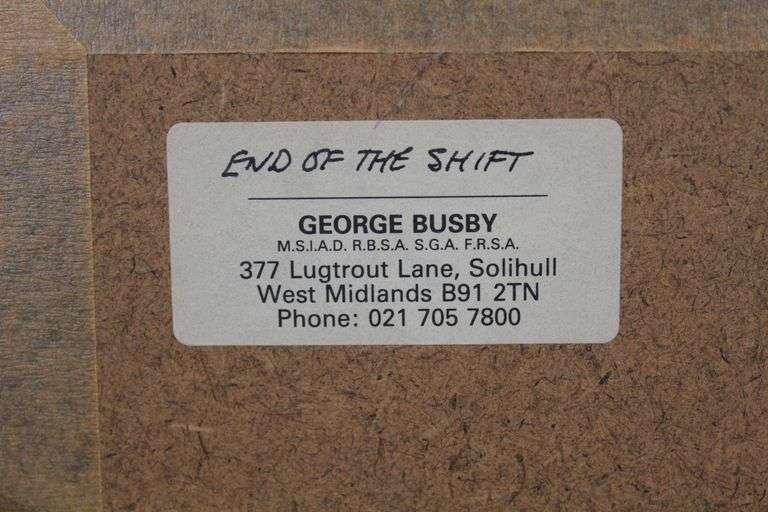 END OF THE SHIFT
GEORGE BUSBY
M.S.I.A.D. R.B.S.A. S.G.A. F.R.S.A.
377 Lugtrout Lane, Solihull
West Midlands B91 2TN
Phone: 021 705 7800